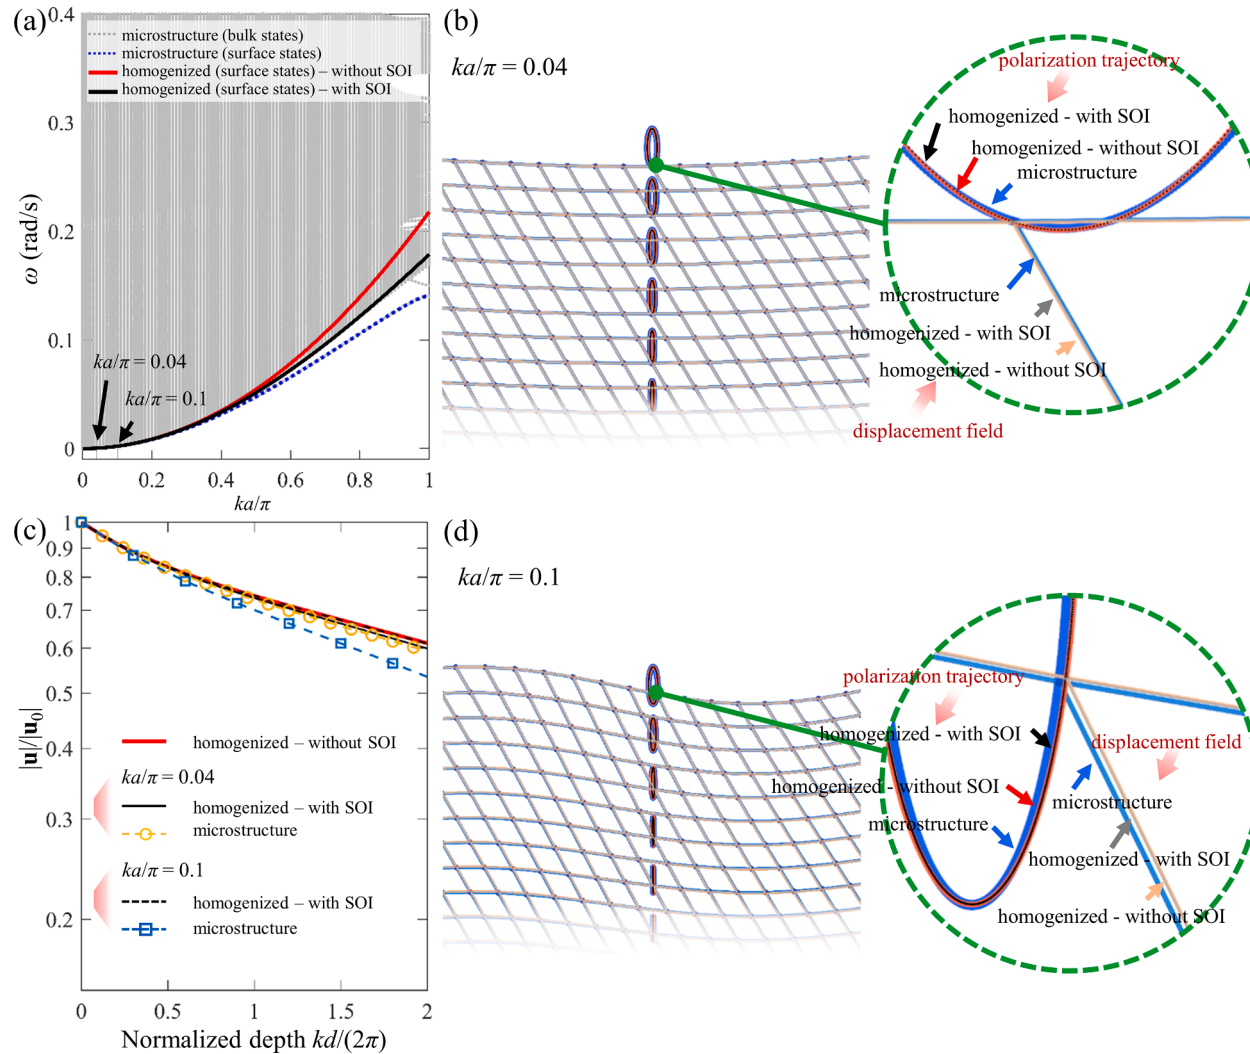 (a)
0.4
0.3
0.2
0.1
0
ω (rad/s)
microstructure (bulk states)
microstructure (surface states)
homogenized (surface states) – without SOI
homogenized (surface states) – with SOI
ka/π = 0.04
ka/π = 0.1
0 0.2 0.4 0.6 0.8 1
ka/π
(b)
ka/π = 0.04
polarization trajectory
homogenized - with SOI
homogenized - without SOI
microstructure
microstructure
homogenized - with SOI
homogenized - without SOI
displacement field
(c)
1
0.9
0.8
0.7
0.6
0.5
0.4
0.3
0.2
|u|/|u₀|
homogenized – without SOI
ka/π = 0.04
homogenized – with SOI
microstructure
ka/π = 0.1
homogenized – with SOI
microstructure
0 0.5 1 1.5 2
Normalized depth kd/(2π)
(d)
ka/π = 0.1
polarization trajectory
homogenized - with SOI
displacement field
homogenized - without SOI
microstructure
microstructure
homogenized - with SOI
homogenized - without SOI